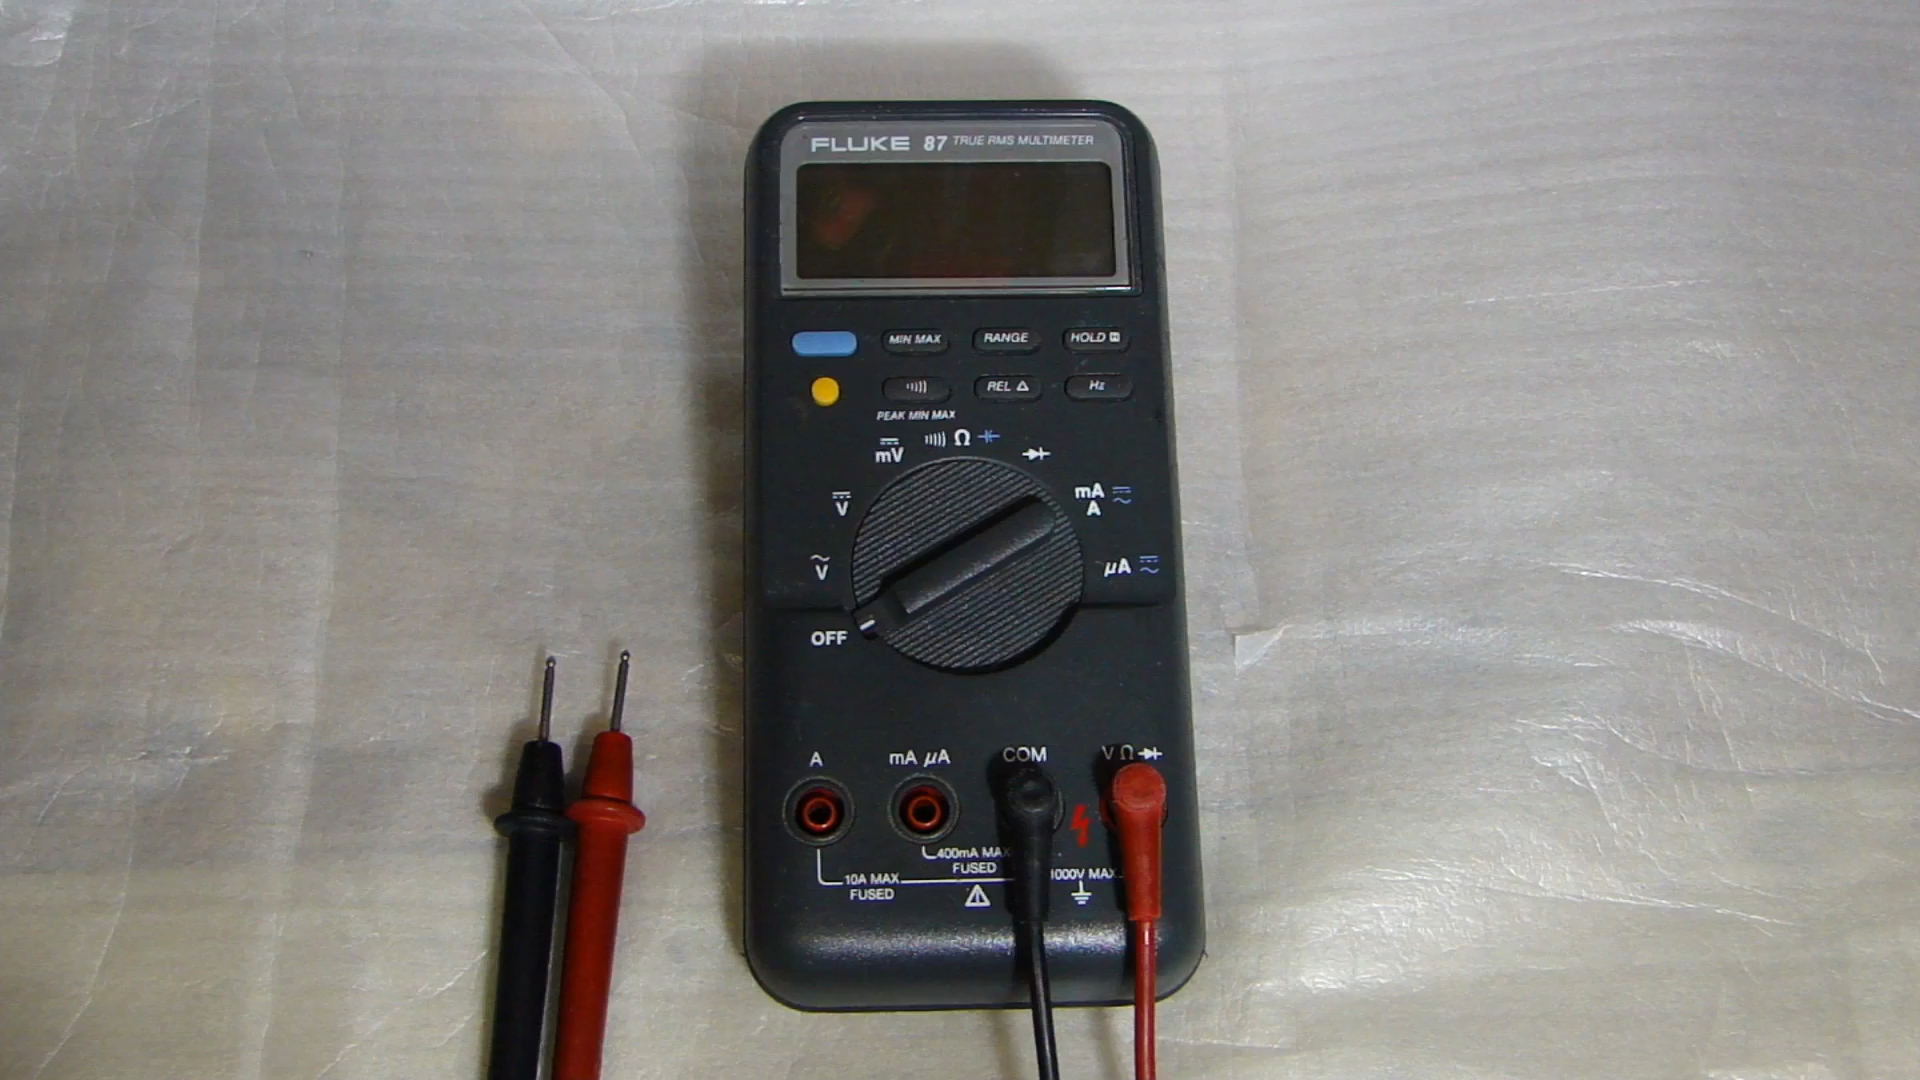 FLUKE 87 TRUE RMS MULTIMETER
MIN MAX RANGE HOLD H
REL Δ Hz
PEAK MIN MAX
mV Ω
V mA
A
V µA
OFF
A mA µA COM V Ω
400mA MAX
FUSED
10A MAX
FUSED
1000V MAX